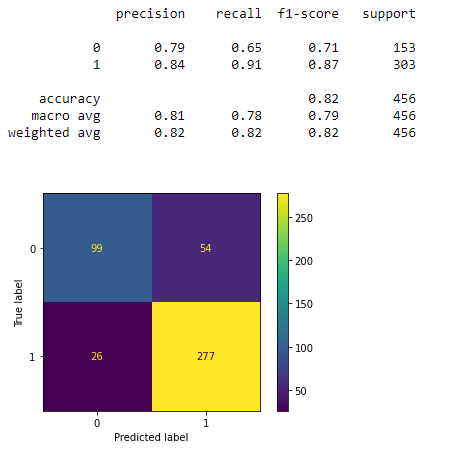 precision recall f1-score support
0 0.79 0.65 0.71 153
1 0.84 0.91 0.87 303
accuracy 0.82 456
macro avg 0.81 0.78 0.79 456
weighted avg 0.82 0.82 0.82 456
0 99 54
1 26 277
0 1
Predicted label
True label
250
200
150
100
50